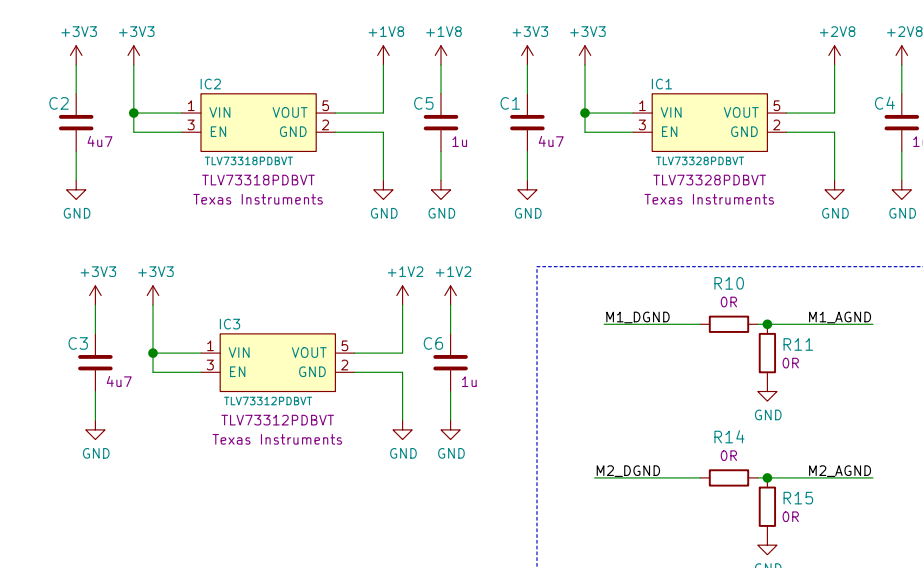 +3V3 +3V3 +1V8 +1V8 +3V3 +3V3 +2V8 +2V8
IC2 IC1
C2 1 VIN VOUT 5 C5 C1 1 VIN VOUT 5 C4
3 EN GND 2 3 EN GND 2
4u7 1u 4u7
TLV73318PDBVT TLV73328PDBVT
TLV73318PDBVT TLV73328PDBVT
Texas Instruments Texas Instruments
GND GND GND GND GND GND
+3V3 +3V3 +1V2 +1V2
R10
0R
M1_DGND M1_AGND
IC3
C3 1 VIN VOUT 5 C6 R11
3 EN GND 2 0R
4u7 1u
TLV73312PDBVT
TLV73312PDBVT
Texas Instruments
GND GND GND GND
R14
0R
M2_DGND M2_AGND
R15
0R